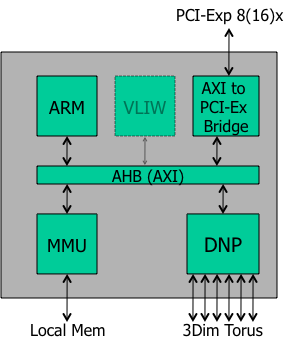 PCI-Exp 8(16)x
ARM
VLIW
AXI to
PCI-Ex
Bridge
AHB (AXI)
MMU
DNP
Local Mem
3Dim Torus